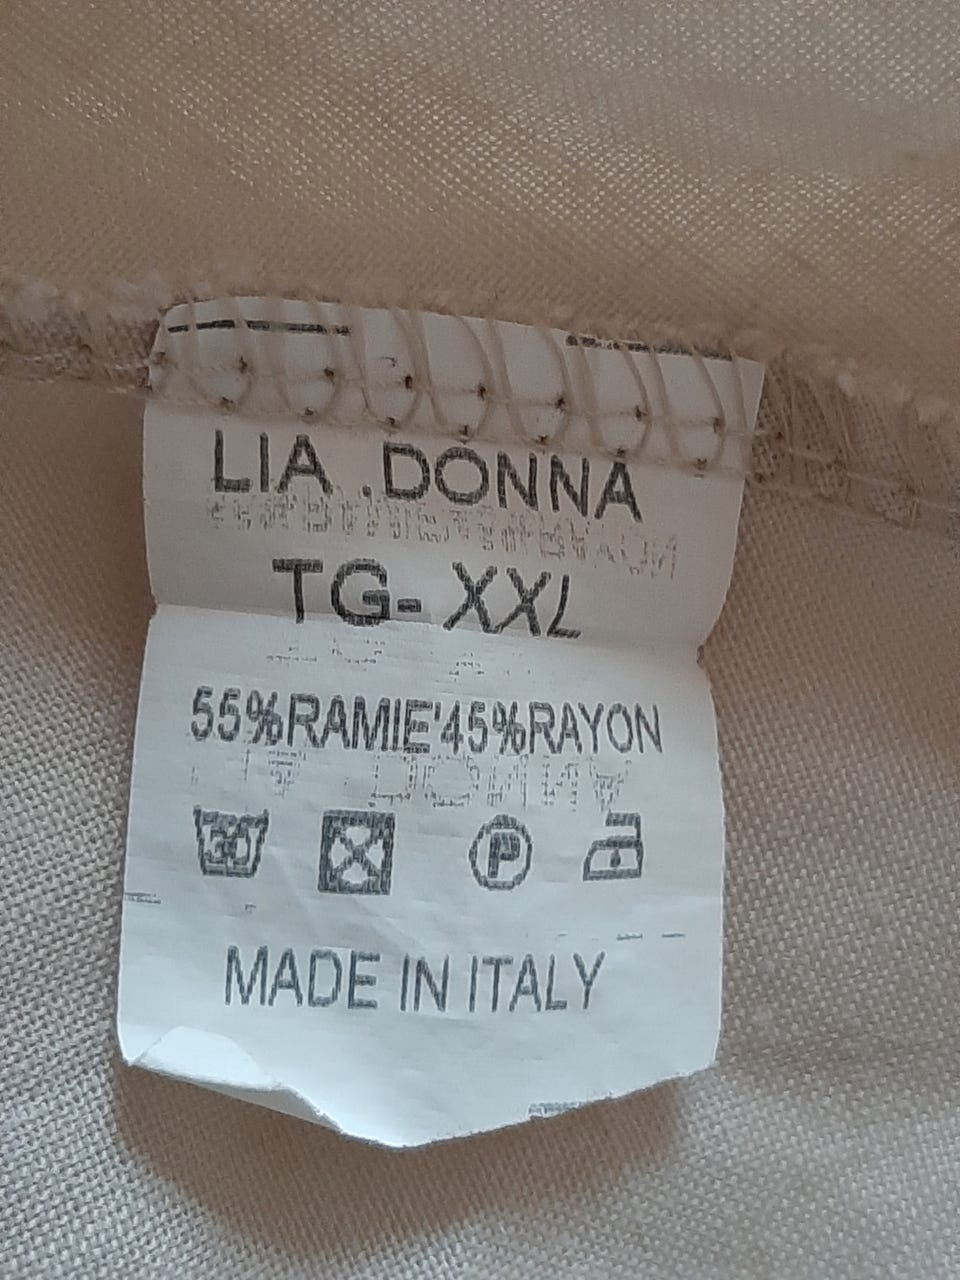 LIA .DONNA
TG- XXL
55%RAMIE'45%RAYON
30 P
MADE IN ITALY